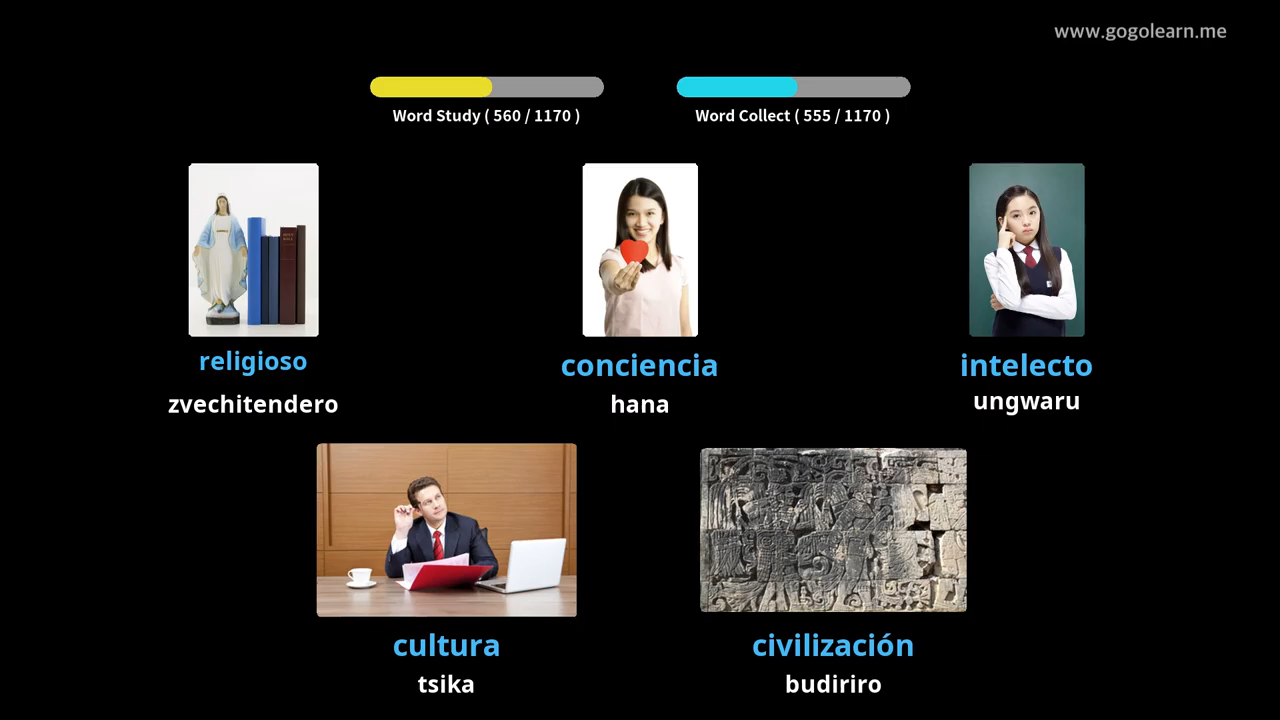 www.gogolearn.me
Word Study ( 560 / 1170 )
Word Collect ( 555 / 1170 )
religioso
conciencia
intelecto
zvechitendero
hana
ungwaru
cultura
civilización
tsika
budiriro